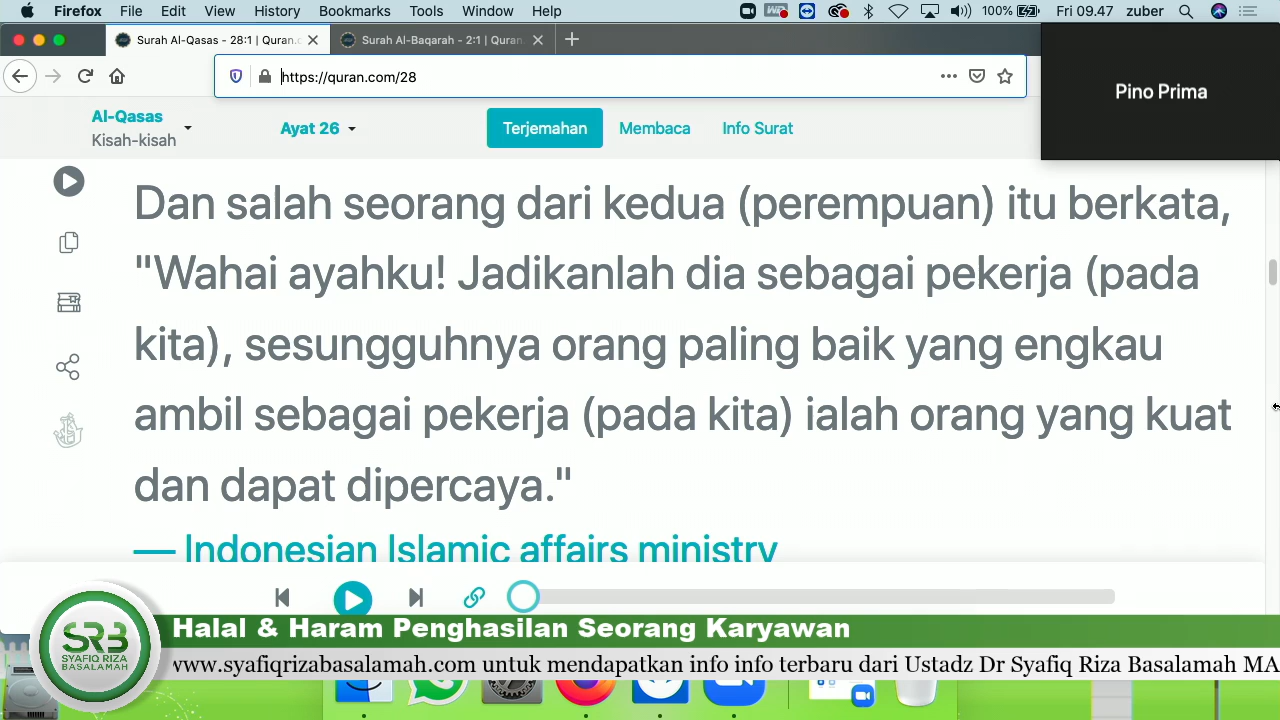 Firefox File Edit View History Bookmarks Tools Window Help 100% Fri 09.47 zuber
Surah Al-Qasas - 28:1 | Quran.c
Surah Al-Baqarah - 2:1 | Quran.
https://quran.com/28
Pino Prima
Al-Qasas
Kisah-kisah
Ayat 26
Terjemahan Membaca Info Surat
Dan salah seorang dari kedua (perempuan) itu berkata,
"Wahai ayahku! Jadikanlah dia sebagai pekerja (pada
kita), sesungguhnya orang paling baik yang engkau
ambil sebagai pekerja (pada kita) ialah orang yang kuat
dan dapat dipercaya."
— Indonesian Islamic affairs ministry
Halal & Haram Penghasilan Seorang Karyawan
www.syafiqrizabasalamah.com untuk mendapatkan info info terbaru dari Ustadz Dr Syafiq Riza Basalamah MA
SRB
SYAFIQ RIZA
BASALAMAH